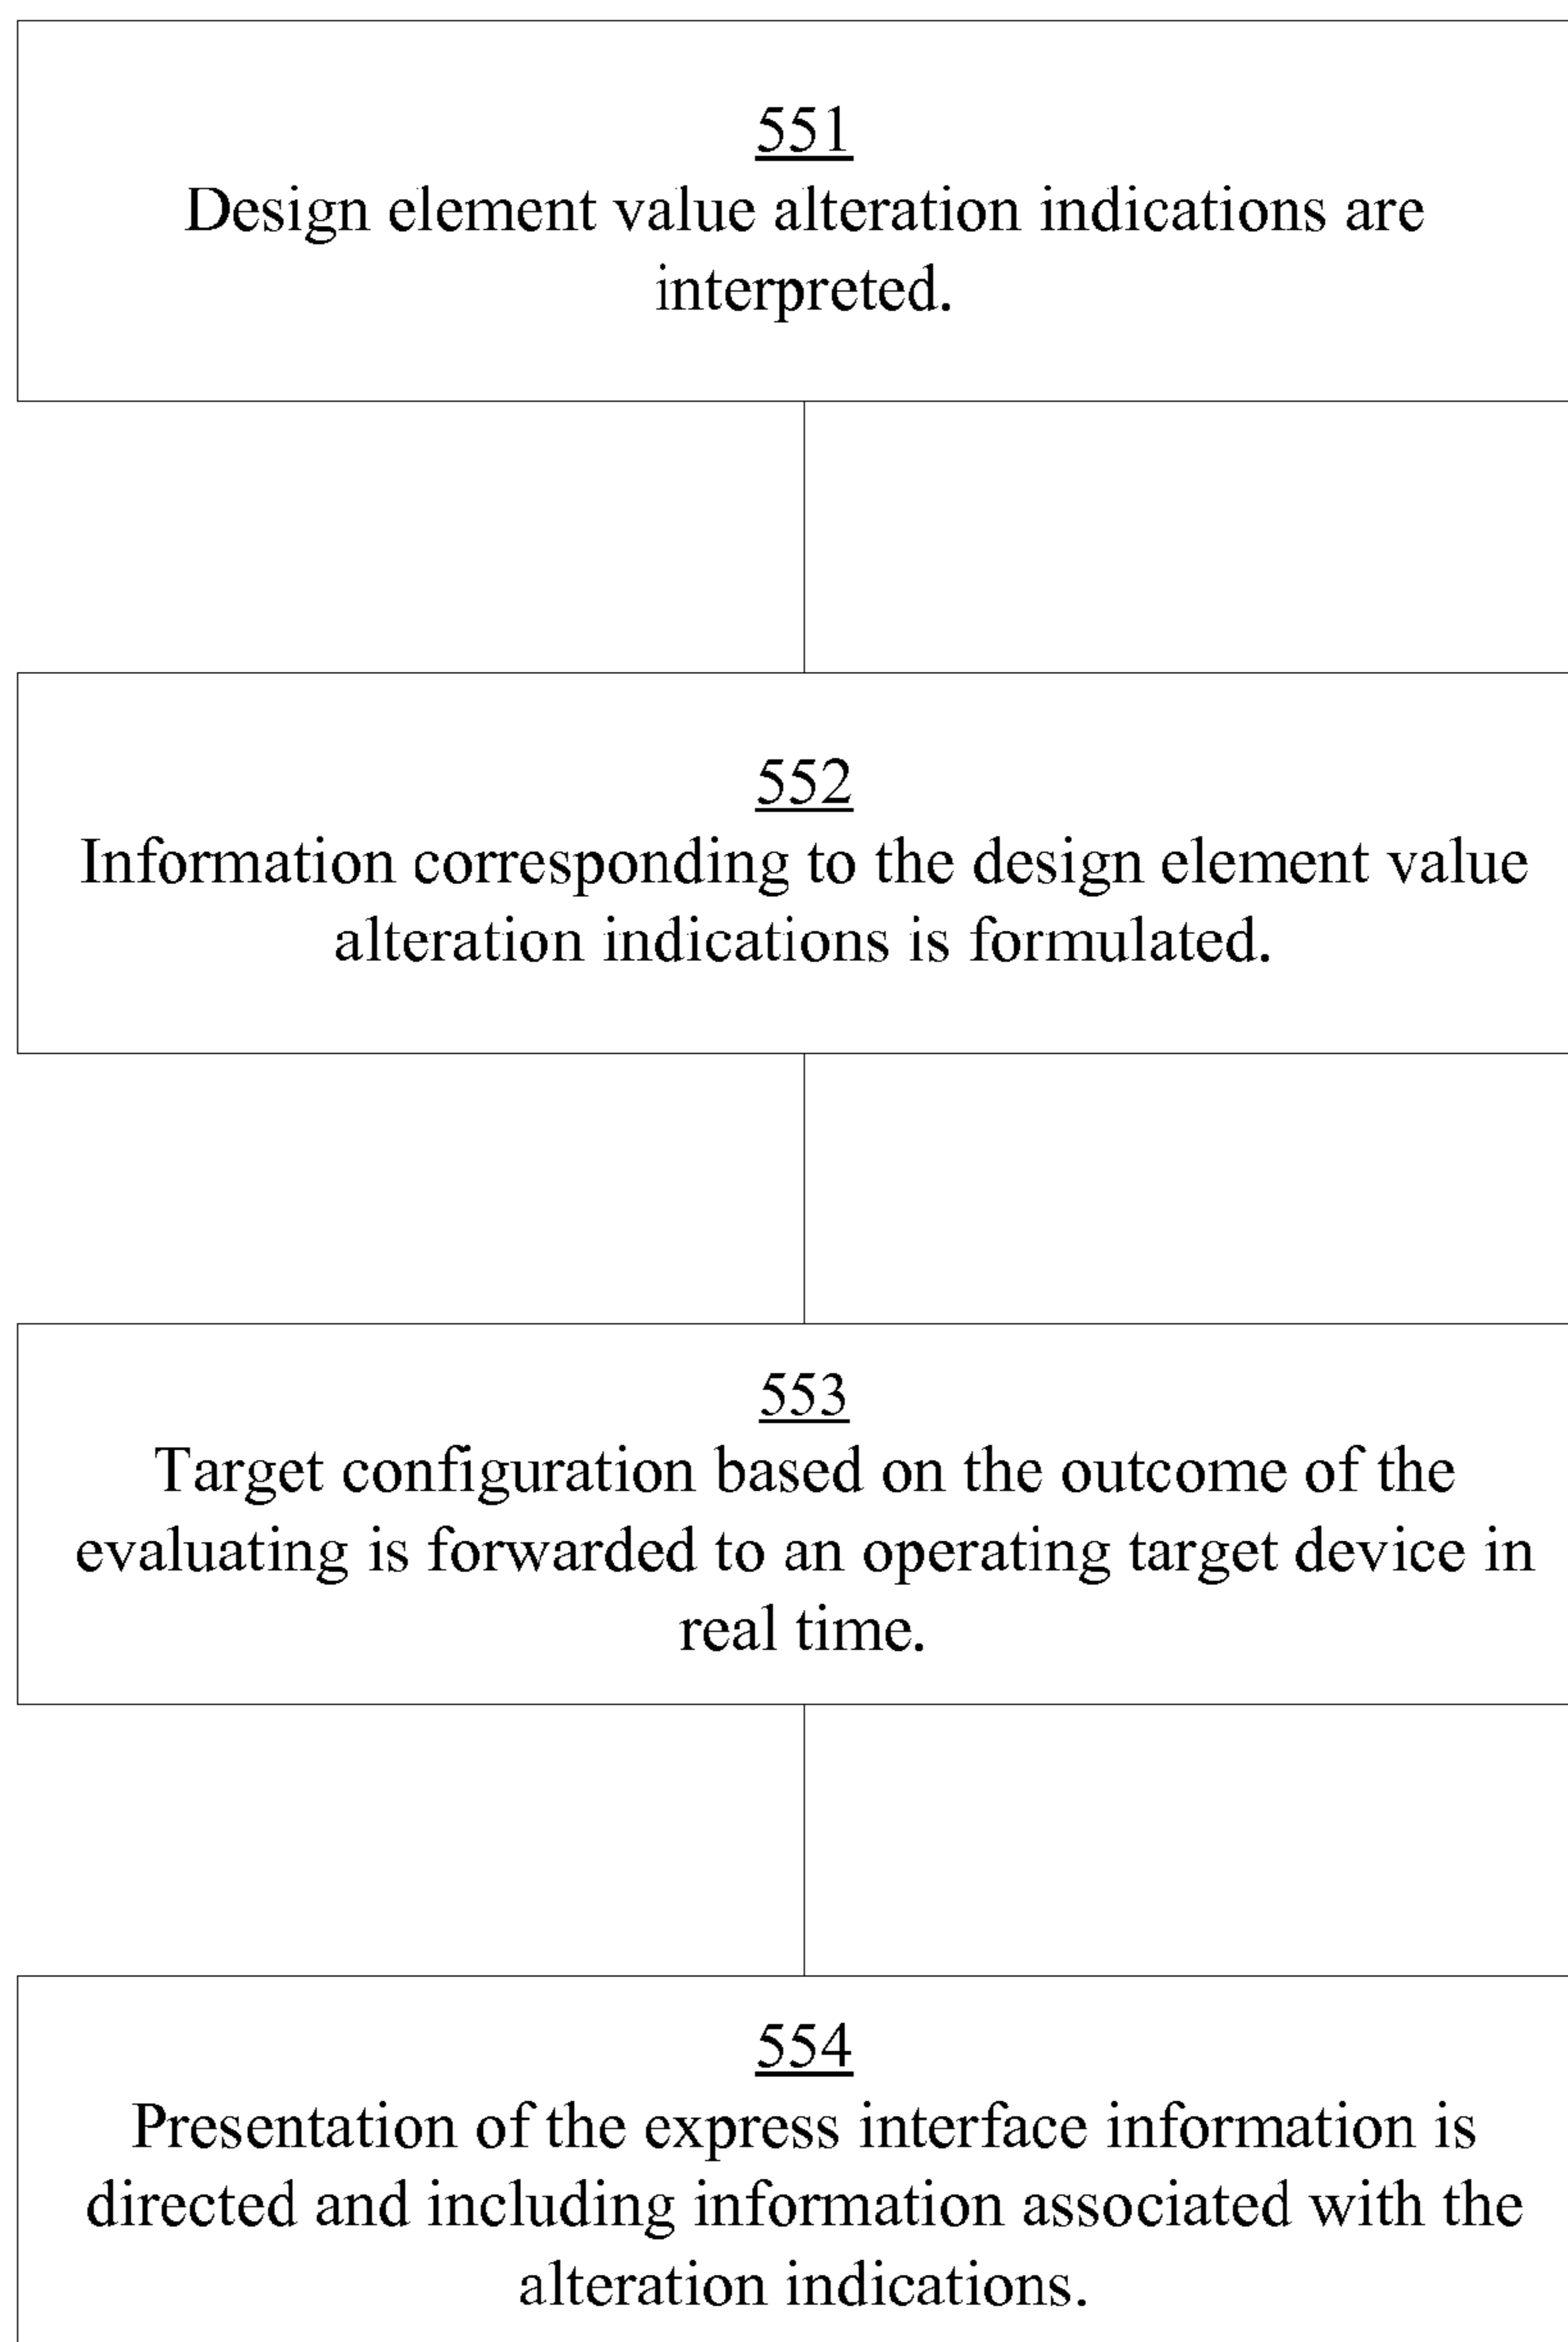 551
Design element value alteration indications are
interpreted.
552
Information corresponding to the design element value
alteration indications is formulated.
553
Target configuration based on the outcome of the
evaluating is forwarded to an operating target device in
real time.
554
Presentation of the express interface information is
directed and including information associated with the
alteration indications.